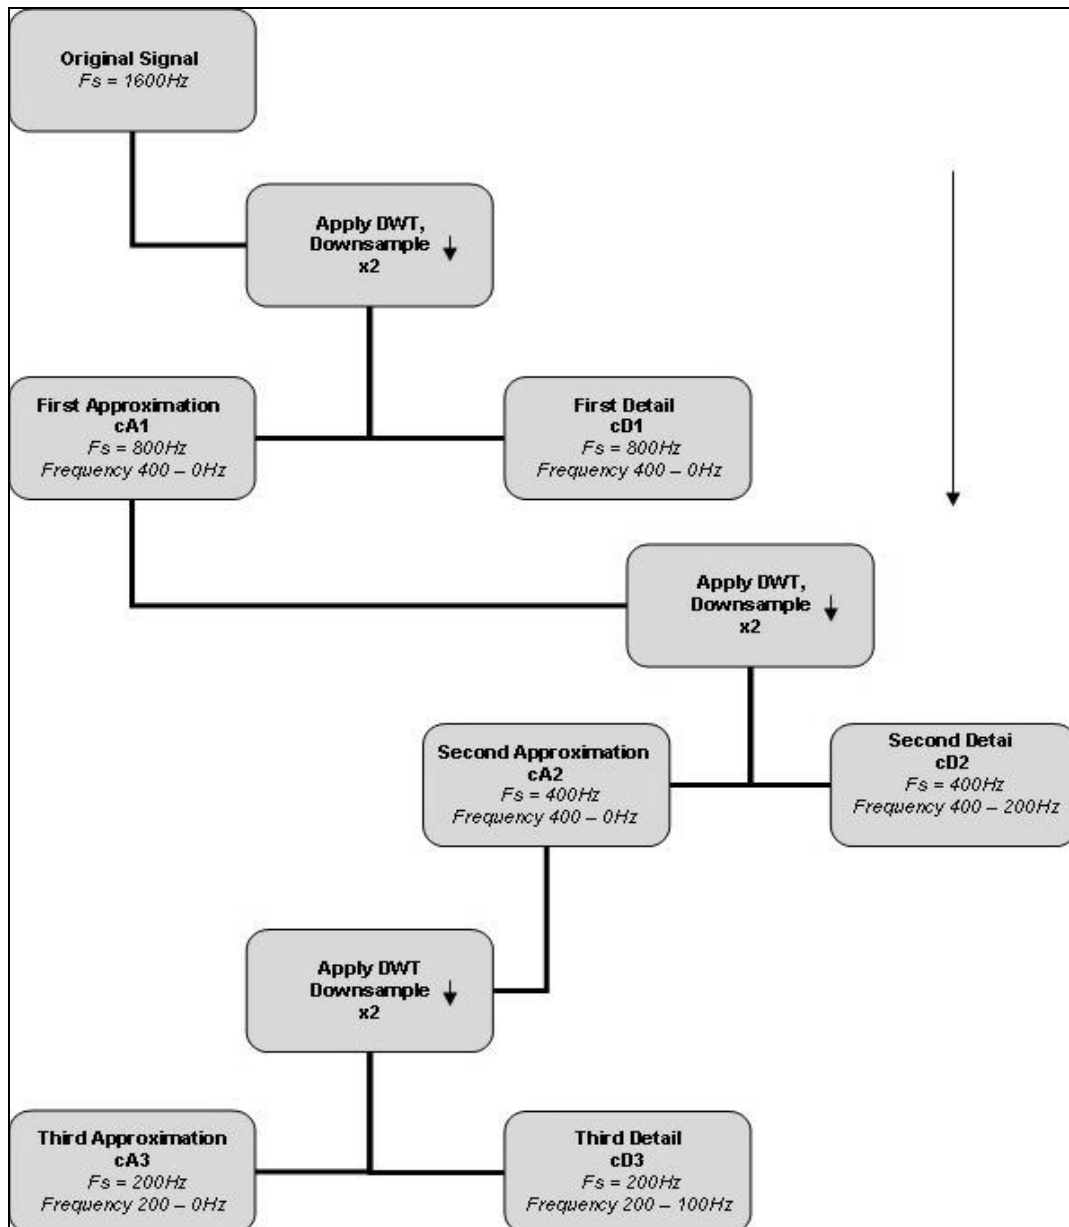 Original Signal
Fs = 1600Hz
Apply DWT,
Downsample
x2
First Approximation
cA1
Fs = 800Hz
Frequency 400 – 0Hz
First Detail
cD1
Fs = 800Hz
Frequency 400 – 0Hz
Apply DWT,
Downsample
x2
Second Approximation
cA2
Fs = 400Hz
Frequency 400 – 0Hz
Second Detai
cD2
Fs = 400Hz
Frequency 400 – 200Hz
Apply DWT
Downsample
x2
Third Approximation
cA3
Fs = 200Hz
Frequency 200 – 0Hz
Third Detail
cD3
Fs = 200Hz
Frequency 200 – 100Hz